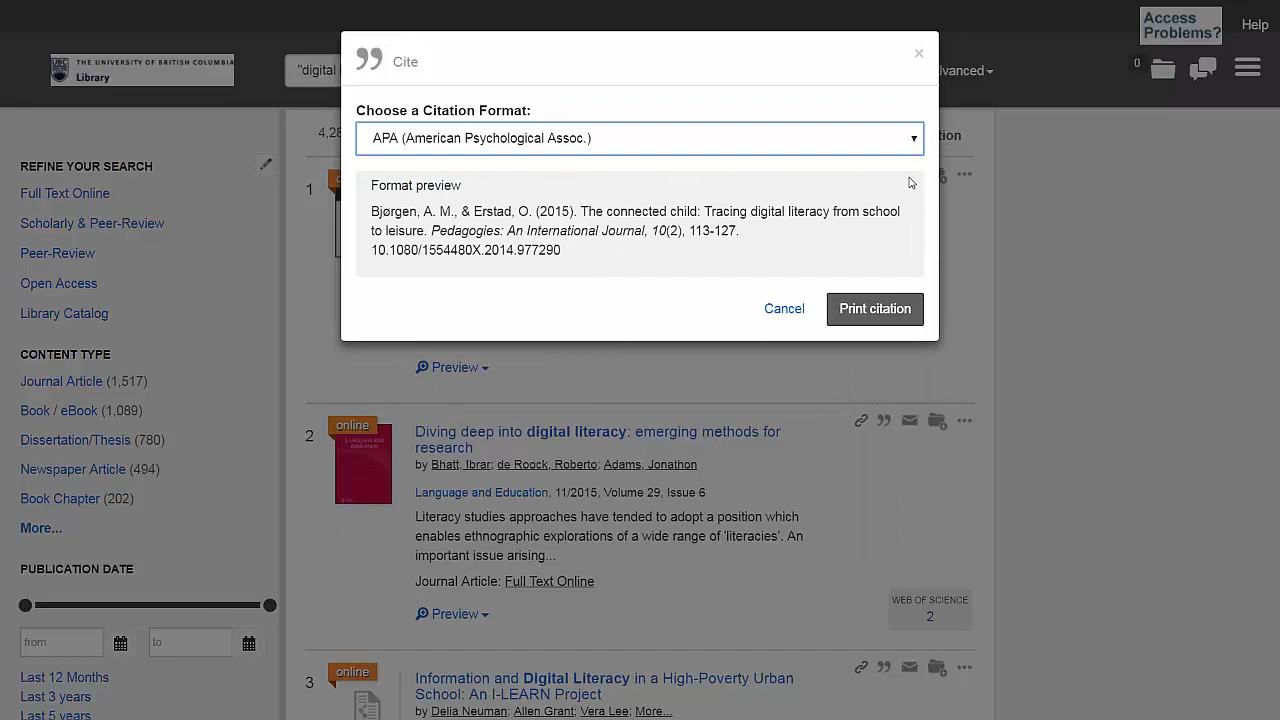 Access
Problems?
Help
THE UNIVERSITY OF BRITISH COLUMBIA
Library
"digital
Cite
×
dvanced
0
Choose a Citation Format:
APA (American Psychological Assoc.)
Format preview
Bjørgen, A. M., & Erstad, O. (2015). The connected child: Tracing digital literacy from school
to leisure. Pedagogies: An International Journal, 10(2), 113-127.
10.1080/1554480X.2014.977290
Cancel
Print citation
REFINE YOUR SEARCH
Full Text Online
Scholarly & Peer-Review
Peer-Review
Open Access
Library Catalog
CONTENT TYPE
Journal Article (1,517)
Book / eBook (1,089)
Dissertation/Thesis (780)
Newspaper Article (494)
Book Chapter (202)
More...
PUBLICATION DATE
from
to
Last 12 Months
Last 3 years
Last 5 years
4,28
tion
1
Preview
2
online
Diving deep into digital literacy: emerging methods for
research
by Bhatt, Ibrar; de Roock, Roberto; Adams, Jonathon
Language and Education, 11/2015, Volume 29, Issue 6
Literacy studies approaches have tended to adopt a position which
enables ethnographic explorations of a wide range of 'literacies'. An
important issue arising...
Journal Article: Full Text Online
Preview
WEB OF SCIENCE
2
3
online
Information and Digital Literacy in a High-Poverty Urban
School: An I-LEARN Project
by Delia Neuman; Allen Grant; Vera Lee; More...